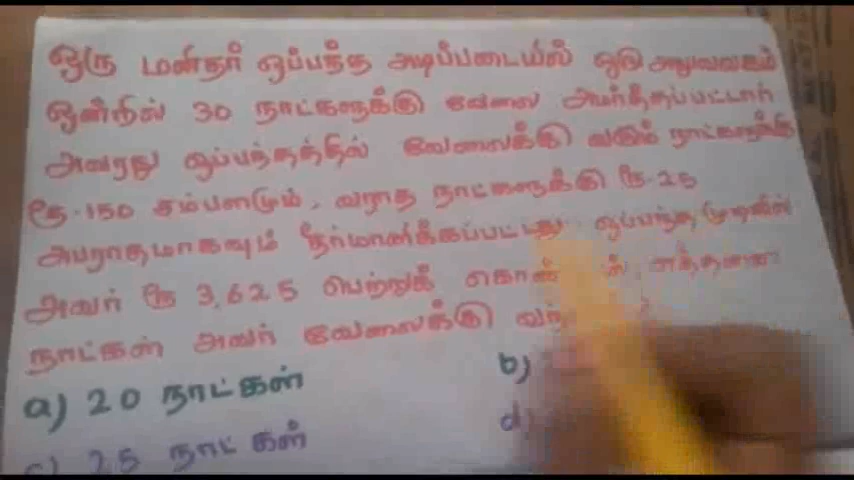 ஒரு மனிதர் ஒப்பந்த அடிப்படையில் ஒரு அலுவலகம்
ஒன்றில் 30 நாட்களுக்கு வேலை அமர்த்தப்பட்டார்
அவரது ஒப்பந்தத்தில் வேலைக்கு வரும் நாட்களுக்கு
ரூ.150 சம்பளமும், வராத நாட்களுக்கு ரூ.25
அபராதமாகவும் தீர்மானிக்கப்பட்டது ஒப்பந்த முடிவில்
அவர் ரூ 3,625 பெற்றுக் எத்தனை
நாட்கள் அவர் வேலைக்கு
a) 20 நாட்கள் b)
c) 25 நாட்கள் d)